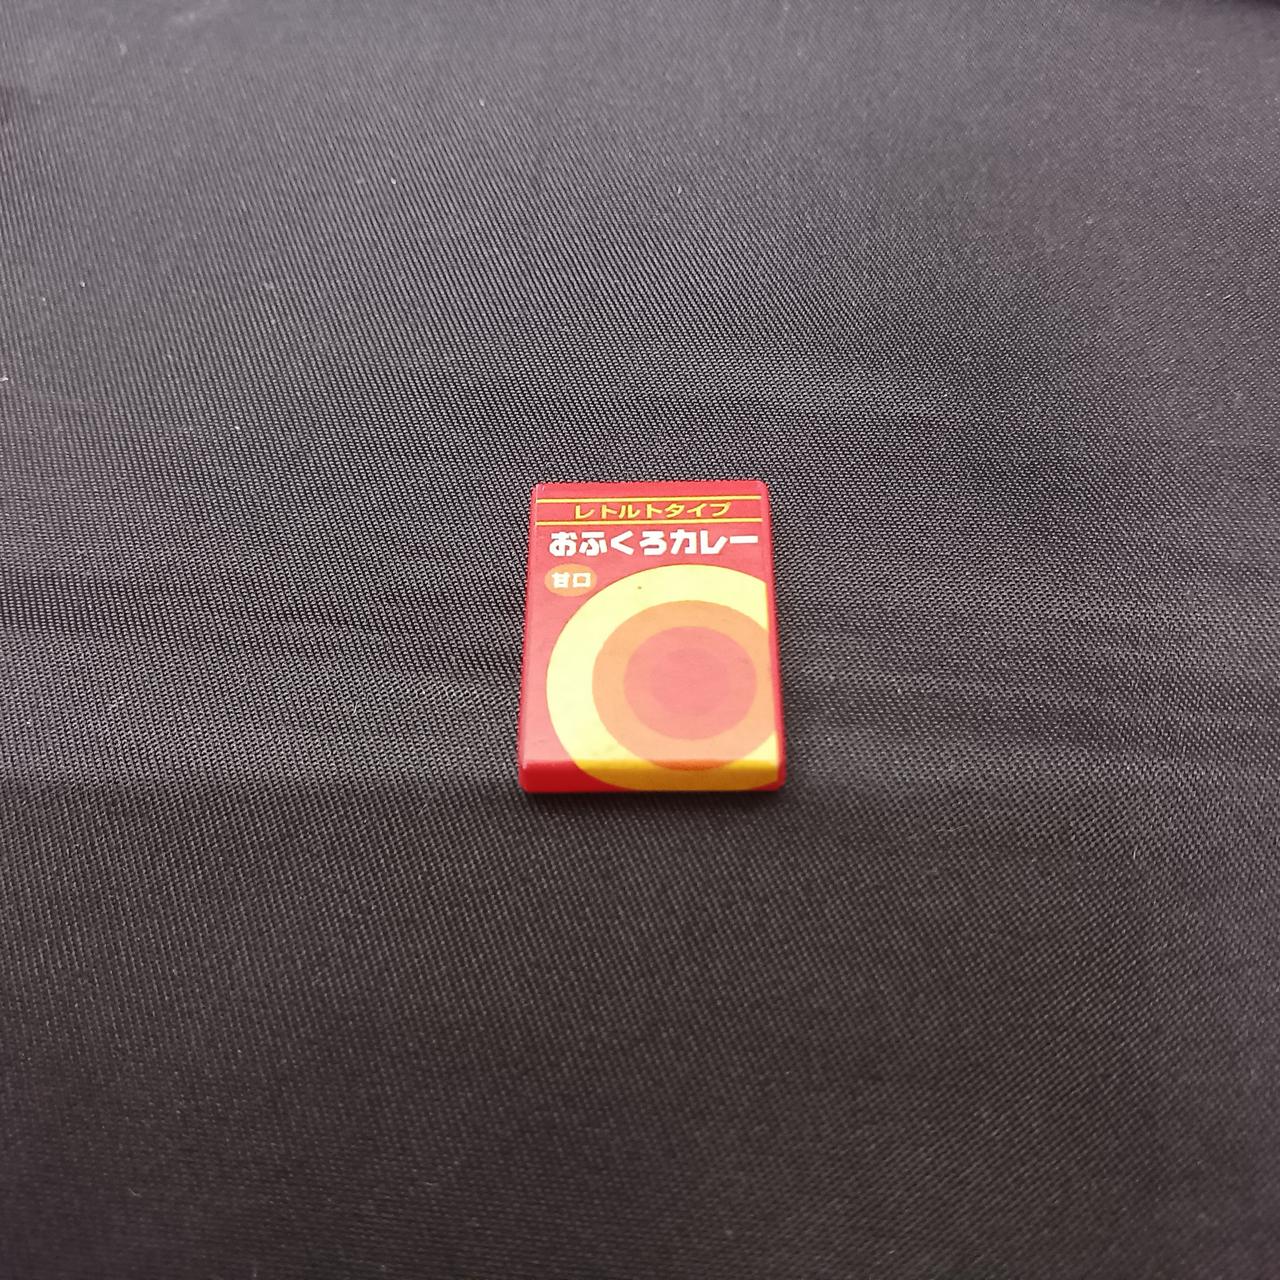 レトルトタイプ
おふくろカレー
甘口